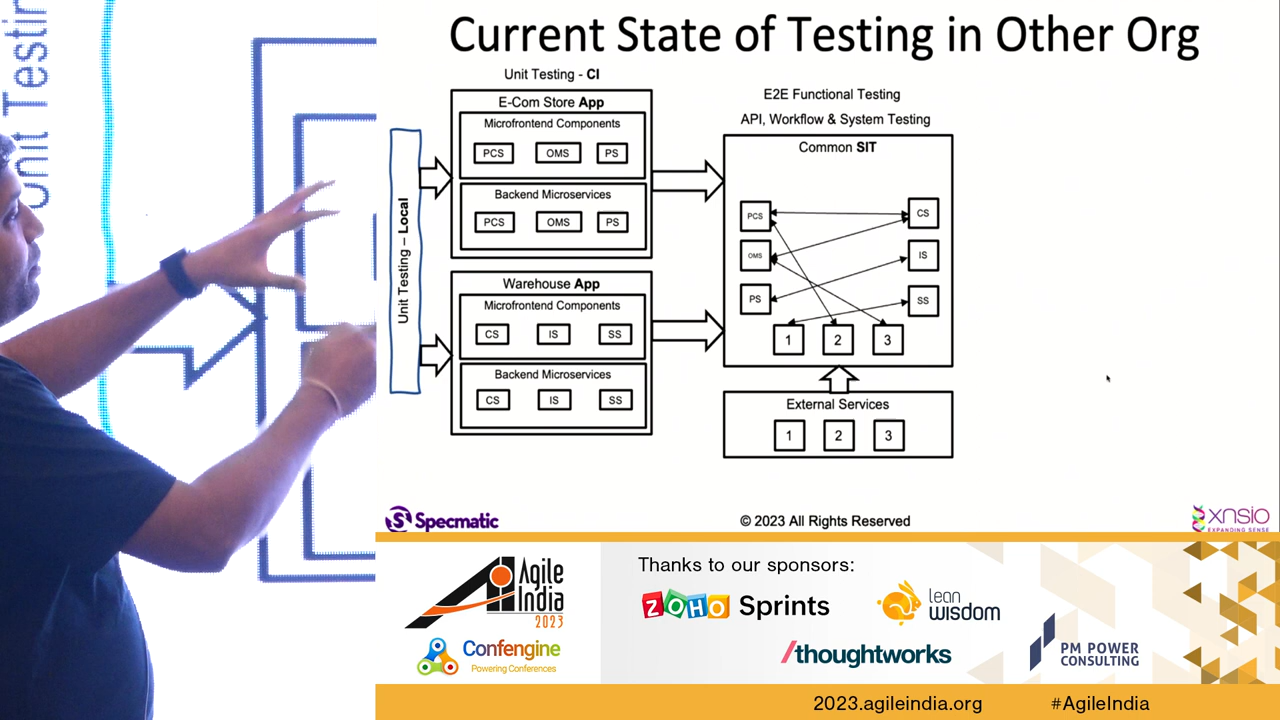 Unit Testin
Current State of Testing in Other Org
Unit Testing - CI
E-Com Store App
Microfrontend Components
PCS OMS PS
Backend Microservices
PCS OMS PS
Unit Testing – Local
Warehouse App
Microfrontend Components
CS IS SS
Backend Microservices
CS IS SS
E2E Functional Testing
API, Workflow & System Testing
Common SIT
PCS CS
OMS IS
PS SS
1 2 3
External Services
1 2 3
Specmatic
© 2023 All Rights Reserved
xnsio
EXPANDING SENSE
Agile
India
2023
Confengine
Powering Conferences
Thanks to our sponsors:
ZOHO Sprints
lean
wisdom
/thoughtworks
PM POWER
CONSULTING
2023.agileindia.org #AgileIndia